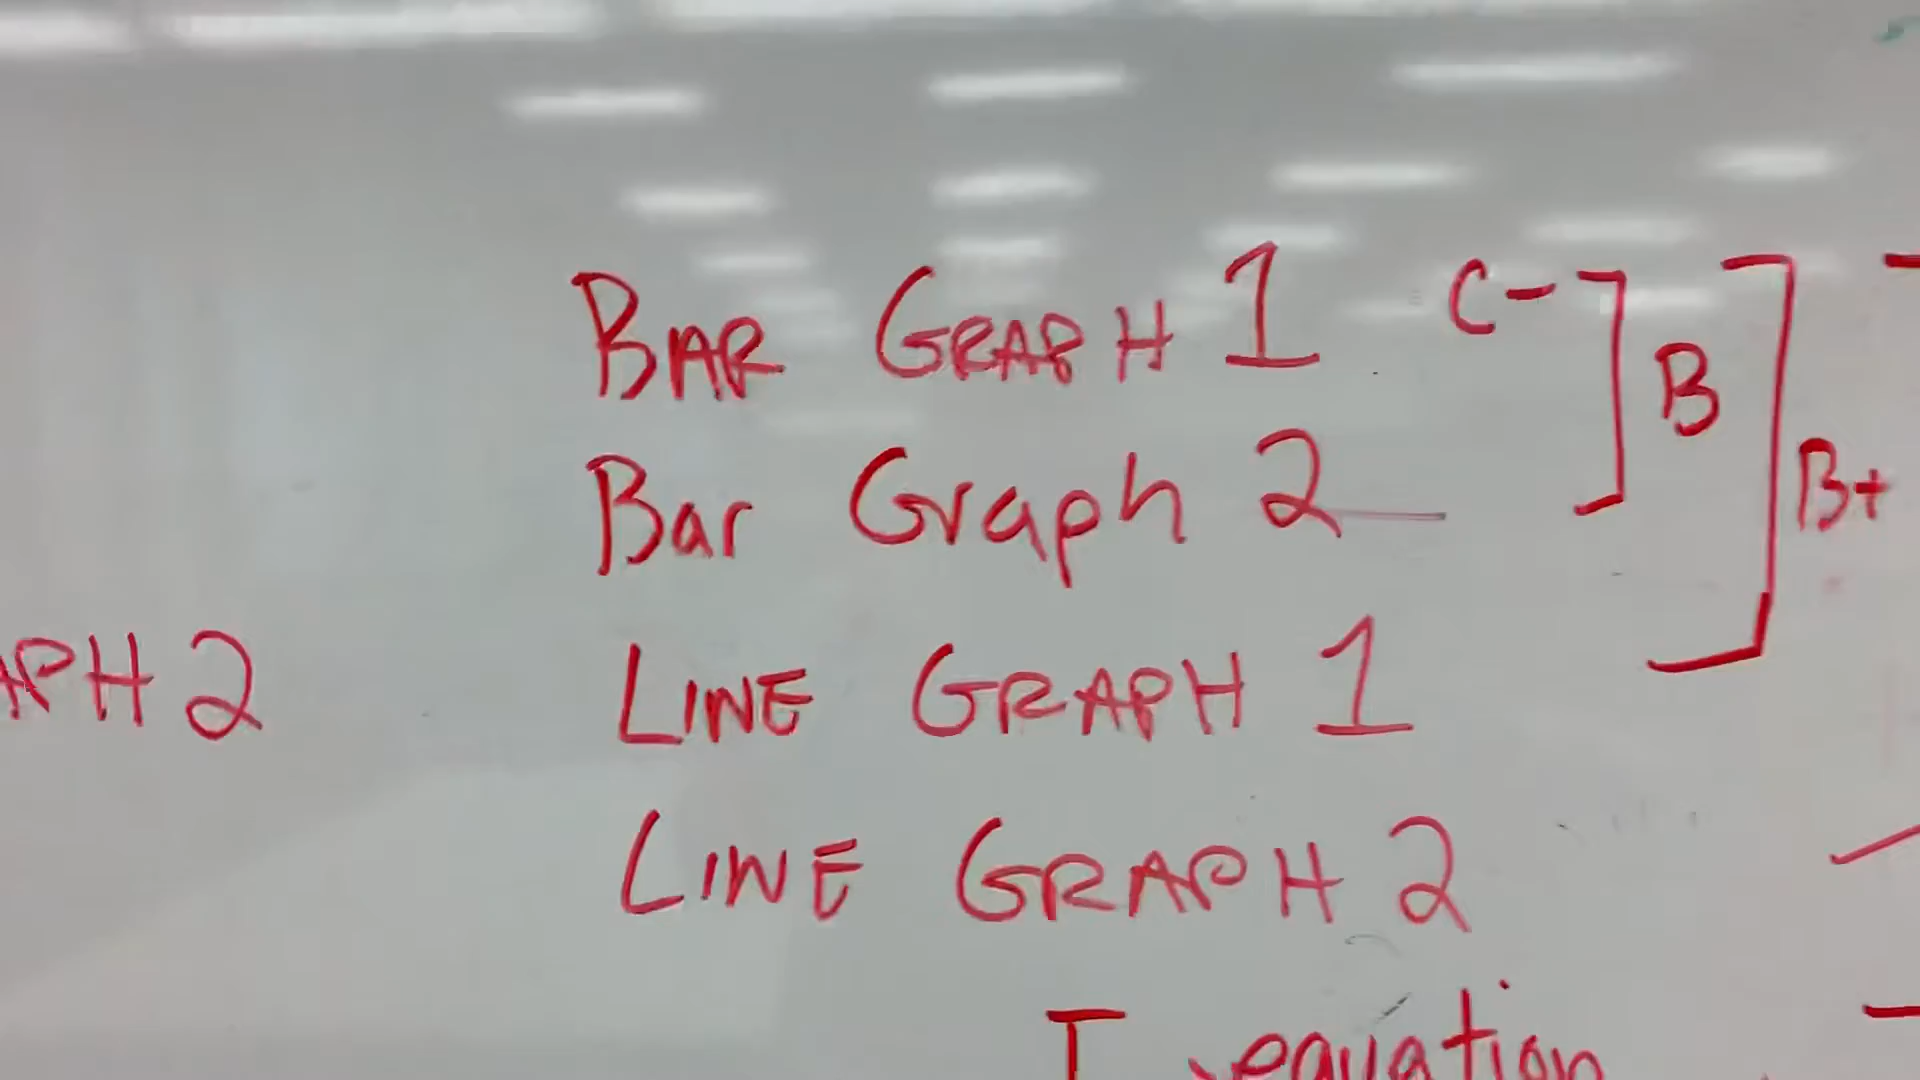 BAR GRAPH 1 C- B
Bar Graph 2 B+
LINE GRAPH 1
APH 2
LINE GRAPH 2
equation